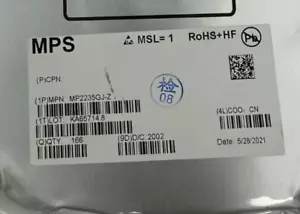 MPS MSL= 1 RoHS+HF Pb
(P)CPN:
(1P)MPN: MP2235GJ-Z
检
08
(1T)LOT: KA65714.8 (4L)COO: CN
(Q)QTY: 166 (9D)D/C: 2002 DATE: 5/28/2021